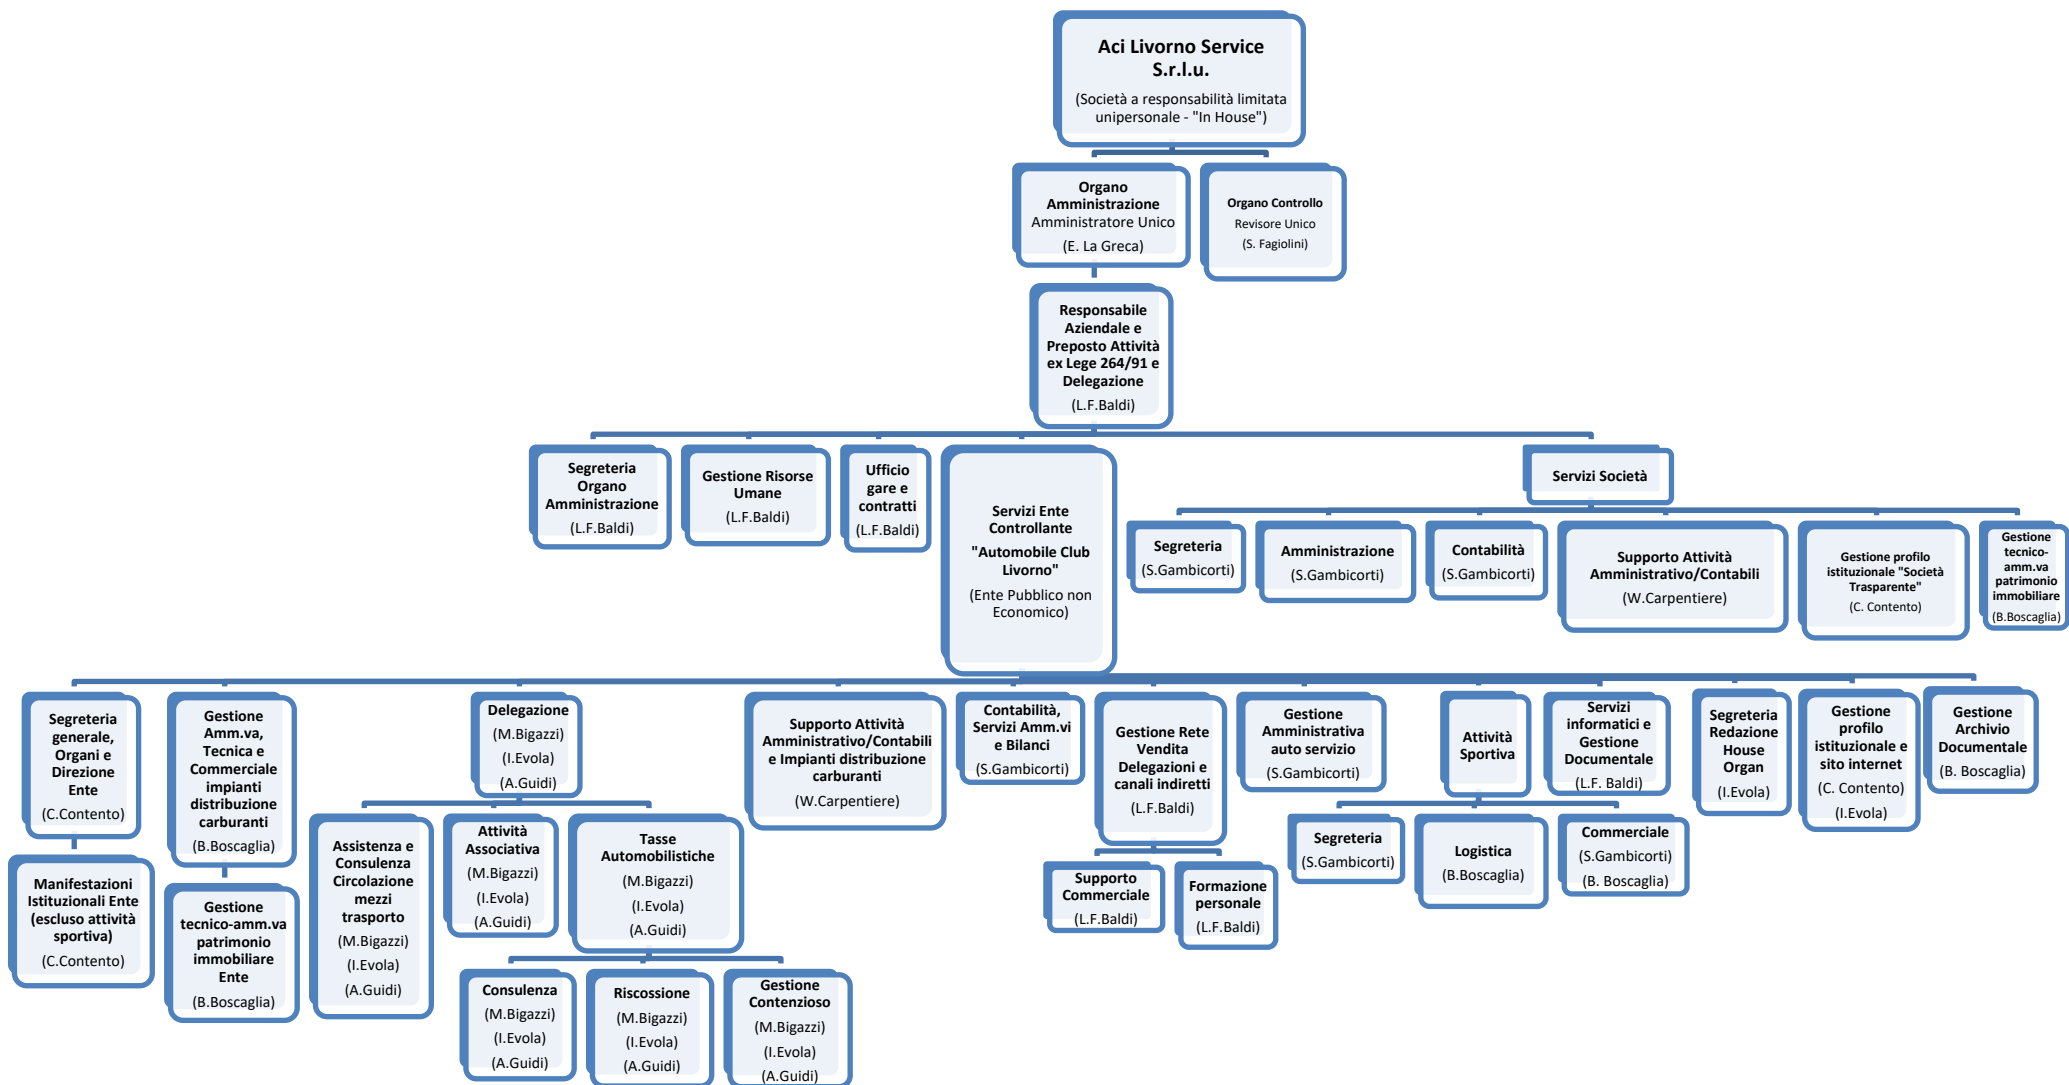 Aci Livorno Service
S.r.l.u.
(Società a responsabilità limitata
unipersonale - "In House")
Organo
Amministrazione
Amministratore Unico
(E. La Greca)
Organo Controllo
Revisore Unico
(S. Fagiolini)
Responsabile
Aziendale e
Preposto Attività
ex Lege 264/91 e
Delegazione
(L.F.Baldi)
Segreteria
Organo
Amministrazione
(L.F.Baldi)
Gestione Risorse
Umane
(L.F.Baldi)
Ufficio
gare e
contratti
(L.F.Baldi)
Servizi Ente
Controllante
"Automobile Club
Livorno"
(Ente Pubblico non
Economico)
Servizi Società
Segreteria
(S.Gambicorti)
Amministrazione
(S.Gambicorti)
Contabilità
(S.Gambicorti)
Supporto Attività
Amministrativo/Contabili
(W.Carpentiere)
Gestione profilo
istituzionale "Società
Trasparente"
(C. Contento)
Gestione
tecnico-
amm.va
patrimonio
immobiliare
(B.Boscaglia)
Segreteria
generale,
Organi e
Direzione
Ente
(C.Contento)
Manifestazioni
Istituzionali Ente
(escluso attività
sportiva)
(C.Contento)
Gestione
Amm.va,
Tecnica e
Commerciale
impianti
distribuzione
carburanti
(B.Boscaglia)
Gestione
tecnico-amm.va
patrimonio
immobiliare
Ente
(B.Boscaglia)
Delegazione
(M.Bigazzi)
(I.Evola)
(A.Guidi)
Assistenza e
Consulenza
Circolazione
mezzi
trasporto
(M.Bigazzi)
(I.Evola)
(A.Guidi)
Attività
Associativa
(M.Bigazzi)
(I.Evola)
(A.Guidi)
Tasse
Automobilistiche
(M.Bigazzi)
(I.Evola)
(A.Guidi)
Consulenza
(M.Bigazzi)
(I.Evola)
(A.Guidi)
Riscossione
(M.Bigazzi)
(I.Evola)
(A.Guidi)
Gestione
Contenzioso
(M.Bigazzi)
(I.Evola)
(A.Guidi)
Supporto Attività
Amministrativo/Contabili
e Impianti distribuzione
carburanti
(W.Carpentiere)
Contabilità,
Servizi Amm.vi
e Bilanci
(S.Gambicorti)
Gestione Rete
Vendita
Delegazioni e
canali indiretti
(L.F.Baldi)
Supporto
Commerciale
(L.F.Baldi)
Formazione
personale
(L.F.Baldi)
Gestione
Amministrativa
auto servizio
(S.Gambicorti)
Attività
Sportiva
Segreteria
(S.Gambicorti)
Logistica
(B.Boscaglia)
Commerciale
(S.Gambicorti)
(B. Boscaglia)
Servizi
informatici e
Gestione
Documentale
(L.F. Baldi)
Segreteria
Redazione
House
Organ
(I.Evola)
Gestione
profilo
istituzionale e
sito internet
(C. Contento)
(I.Evola)
Gestione
Archivio
Documentale
(B. Boscaglia)